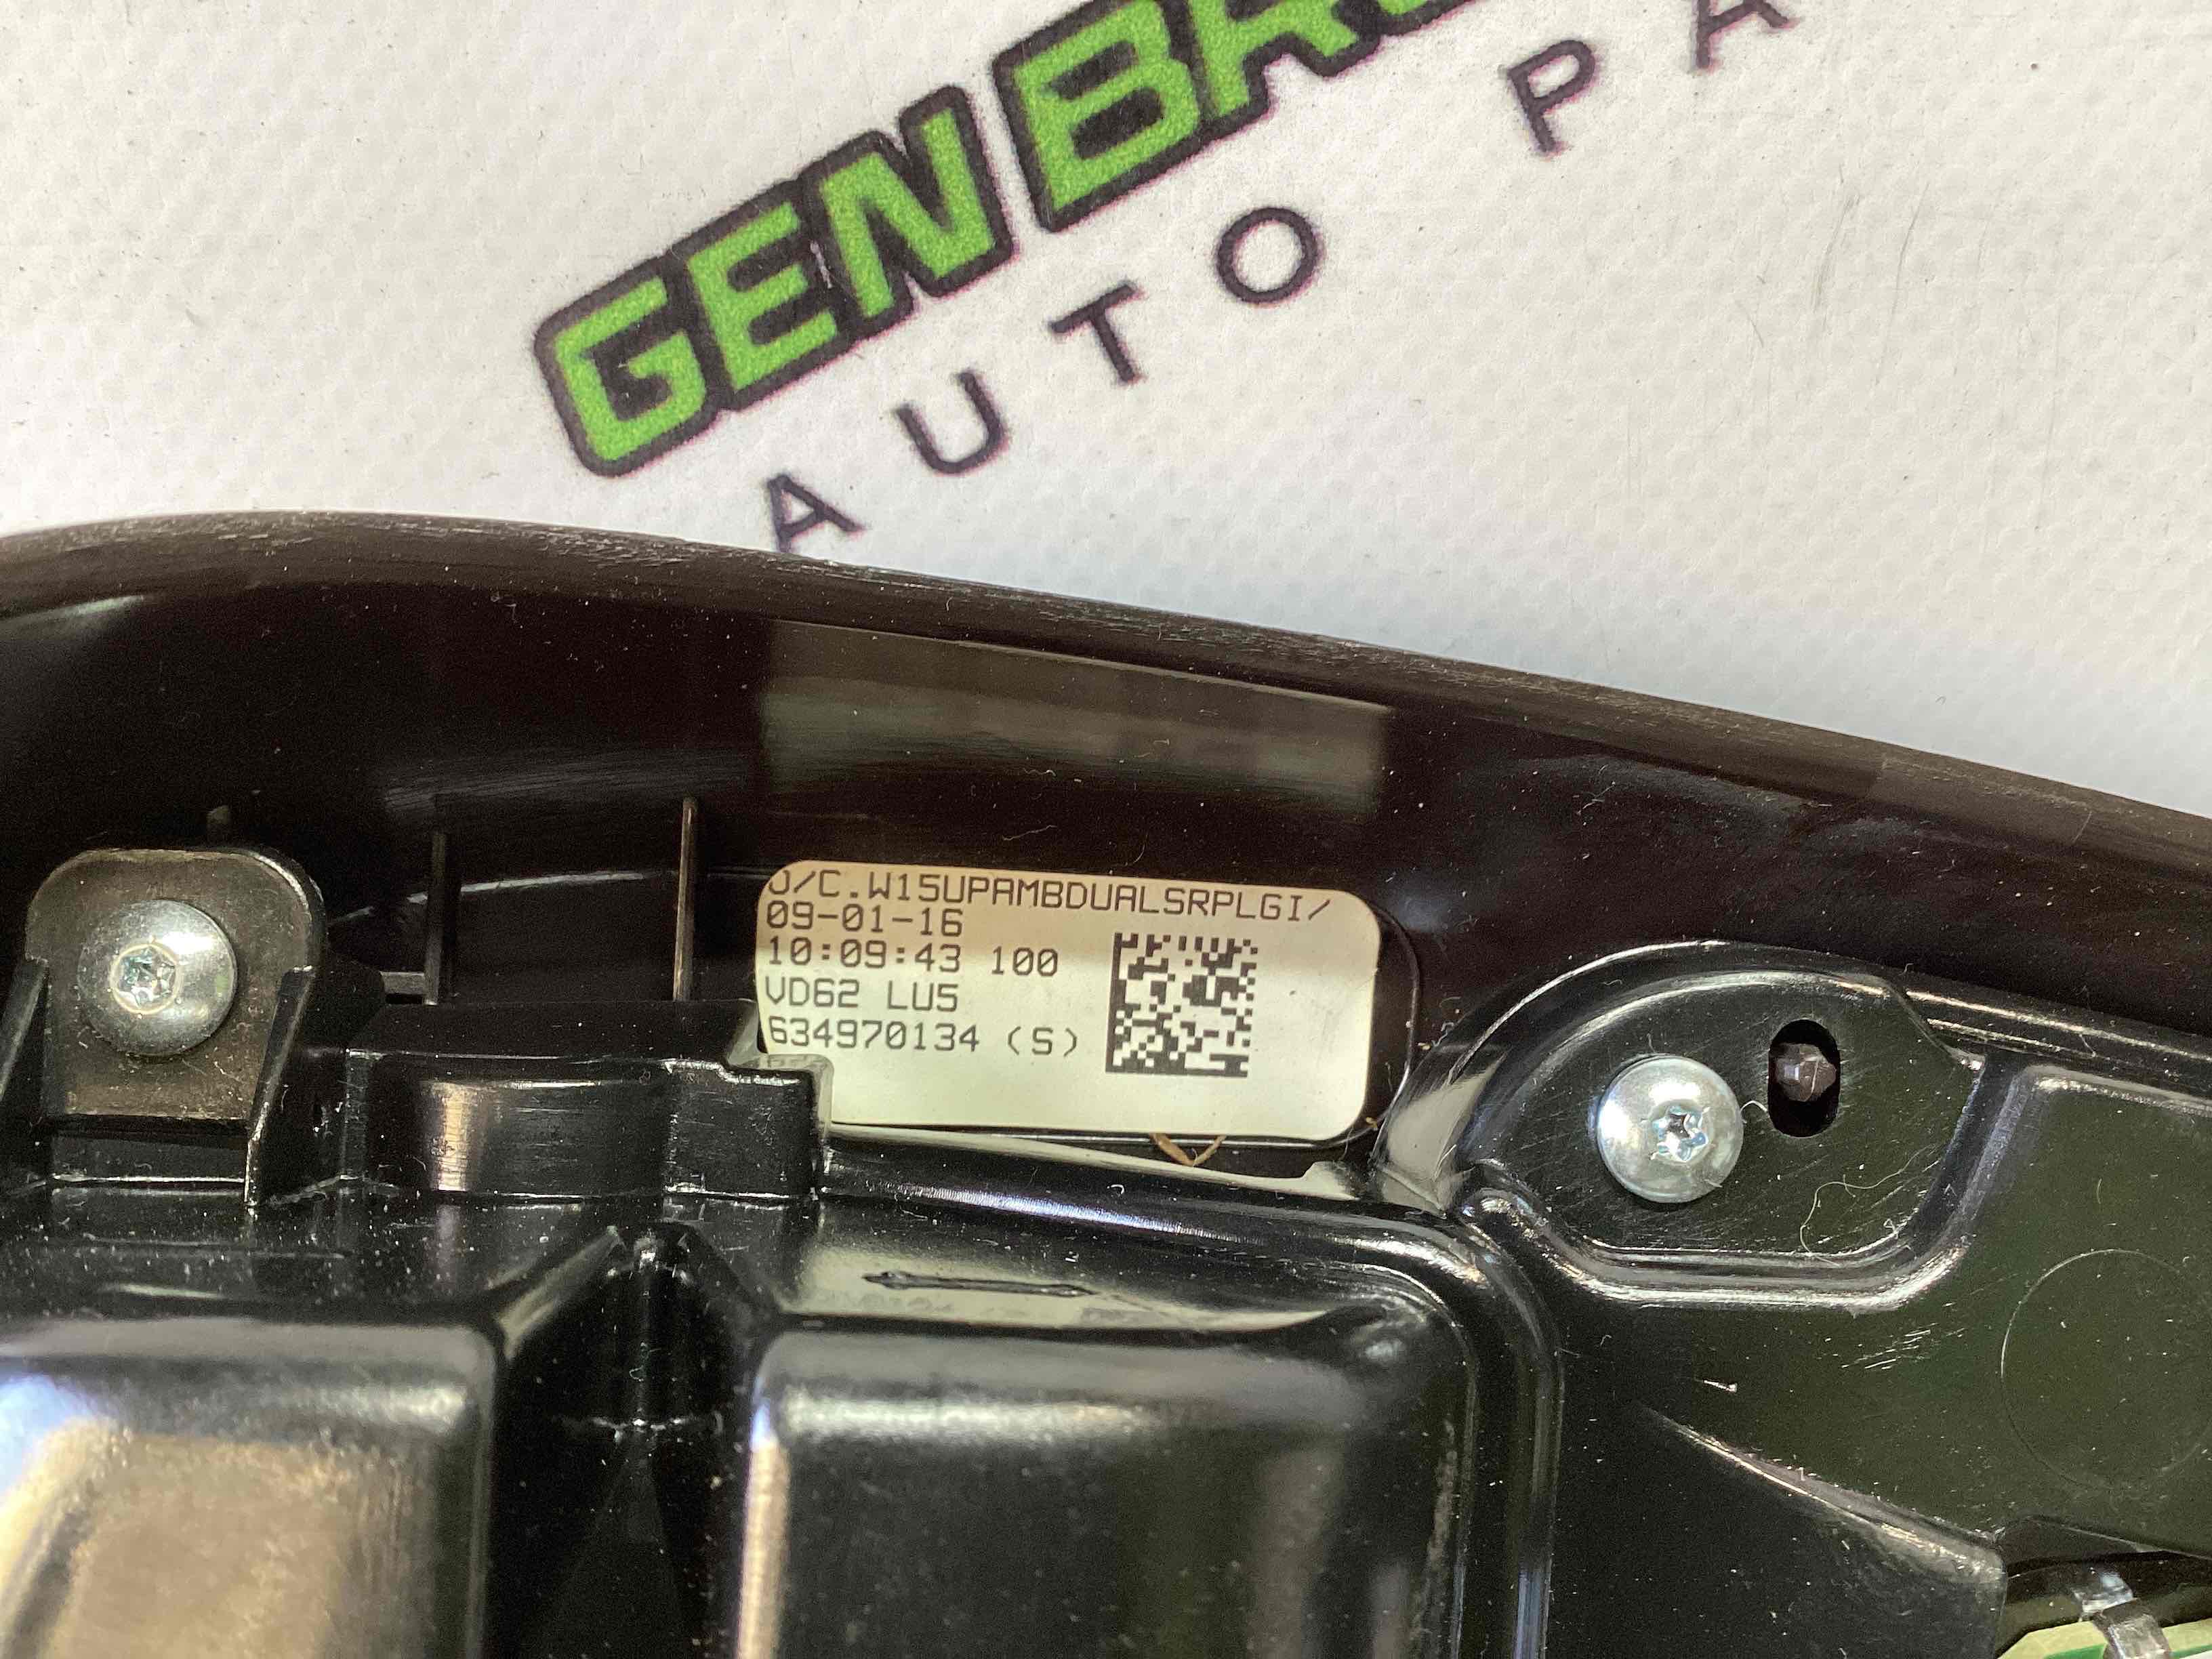 GEN BR
AUTO PA
O/C.W15UPAMBDUALSRPLGI/
09-01-16
10:09:43 100
VD62 LU5
634970134 (S)